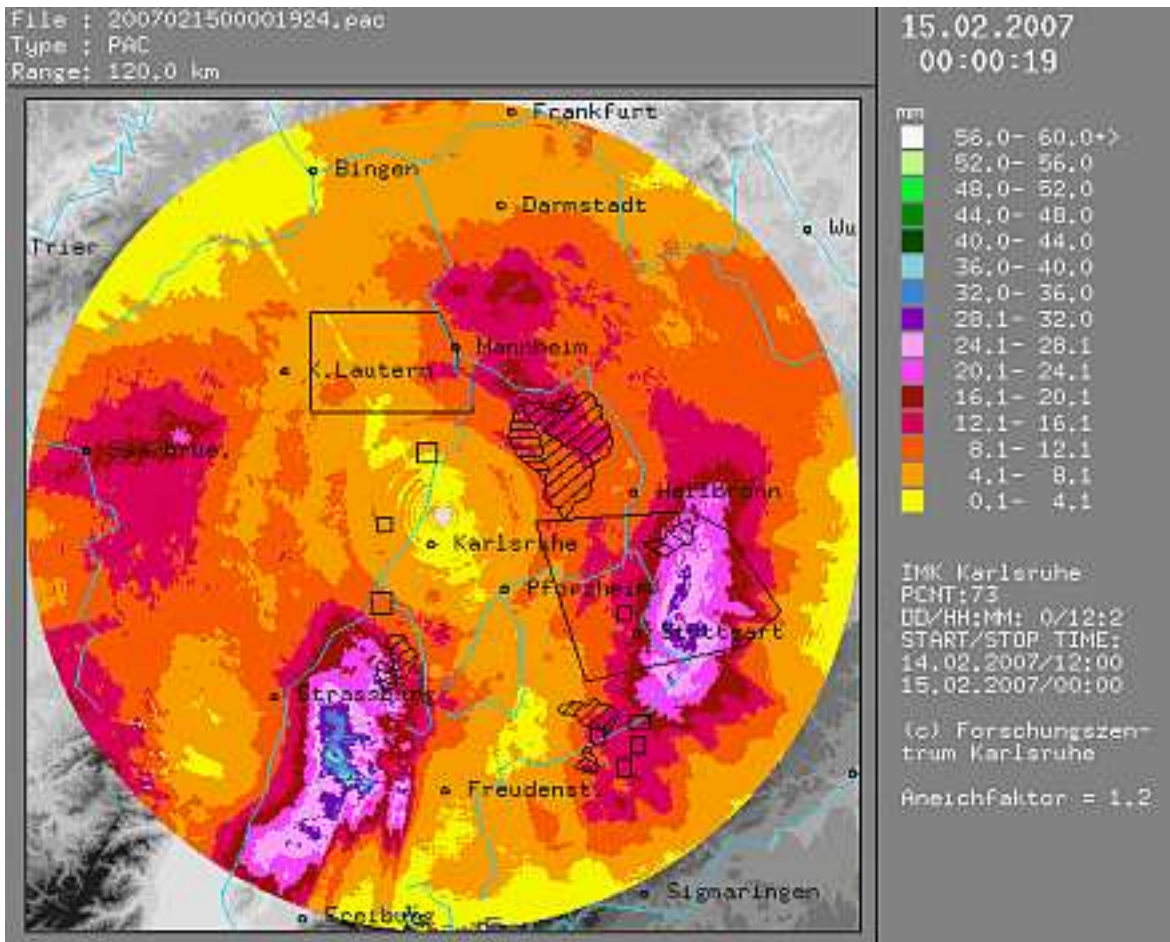 File : 2007021500001924.pac
Type : PAC
Range: 120.0 km
15.02.2007
00:00:19
mm
56.0- 60.0+>
52.0- 56.0
48.0- 52.0
44.0- 48.0
40.0- 44.0
36.0- 40.0
32.0- 36.0
28.1- 32.0
24.1- 28.1
20.1- 24.1
16.1- 20.1
12.1- 16.1
8.1- 12.1
4.1- 8.1
0.1- 4.1
IMK Karlsruhe
PCNT:73
DD/HH:MM: 0/12:2
START/STOP TIME:
14.02.2007/12:00
15.02.2007/00:00
(c) Forschungszen-
trum Karlsruhe
Aneichfaktor = 1.2
Frankfurt
Bingen
Darmstadt
Wu
Trier
Mannheim
K.Lautern
Saarbrue.
Heilbronn
Karlsruhe
Pforzheim
Stuttgart
Strassburg
Freudenst.
Sigmaringen
Freiburg